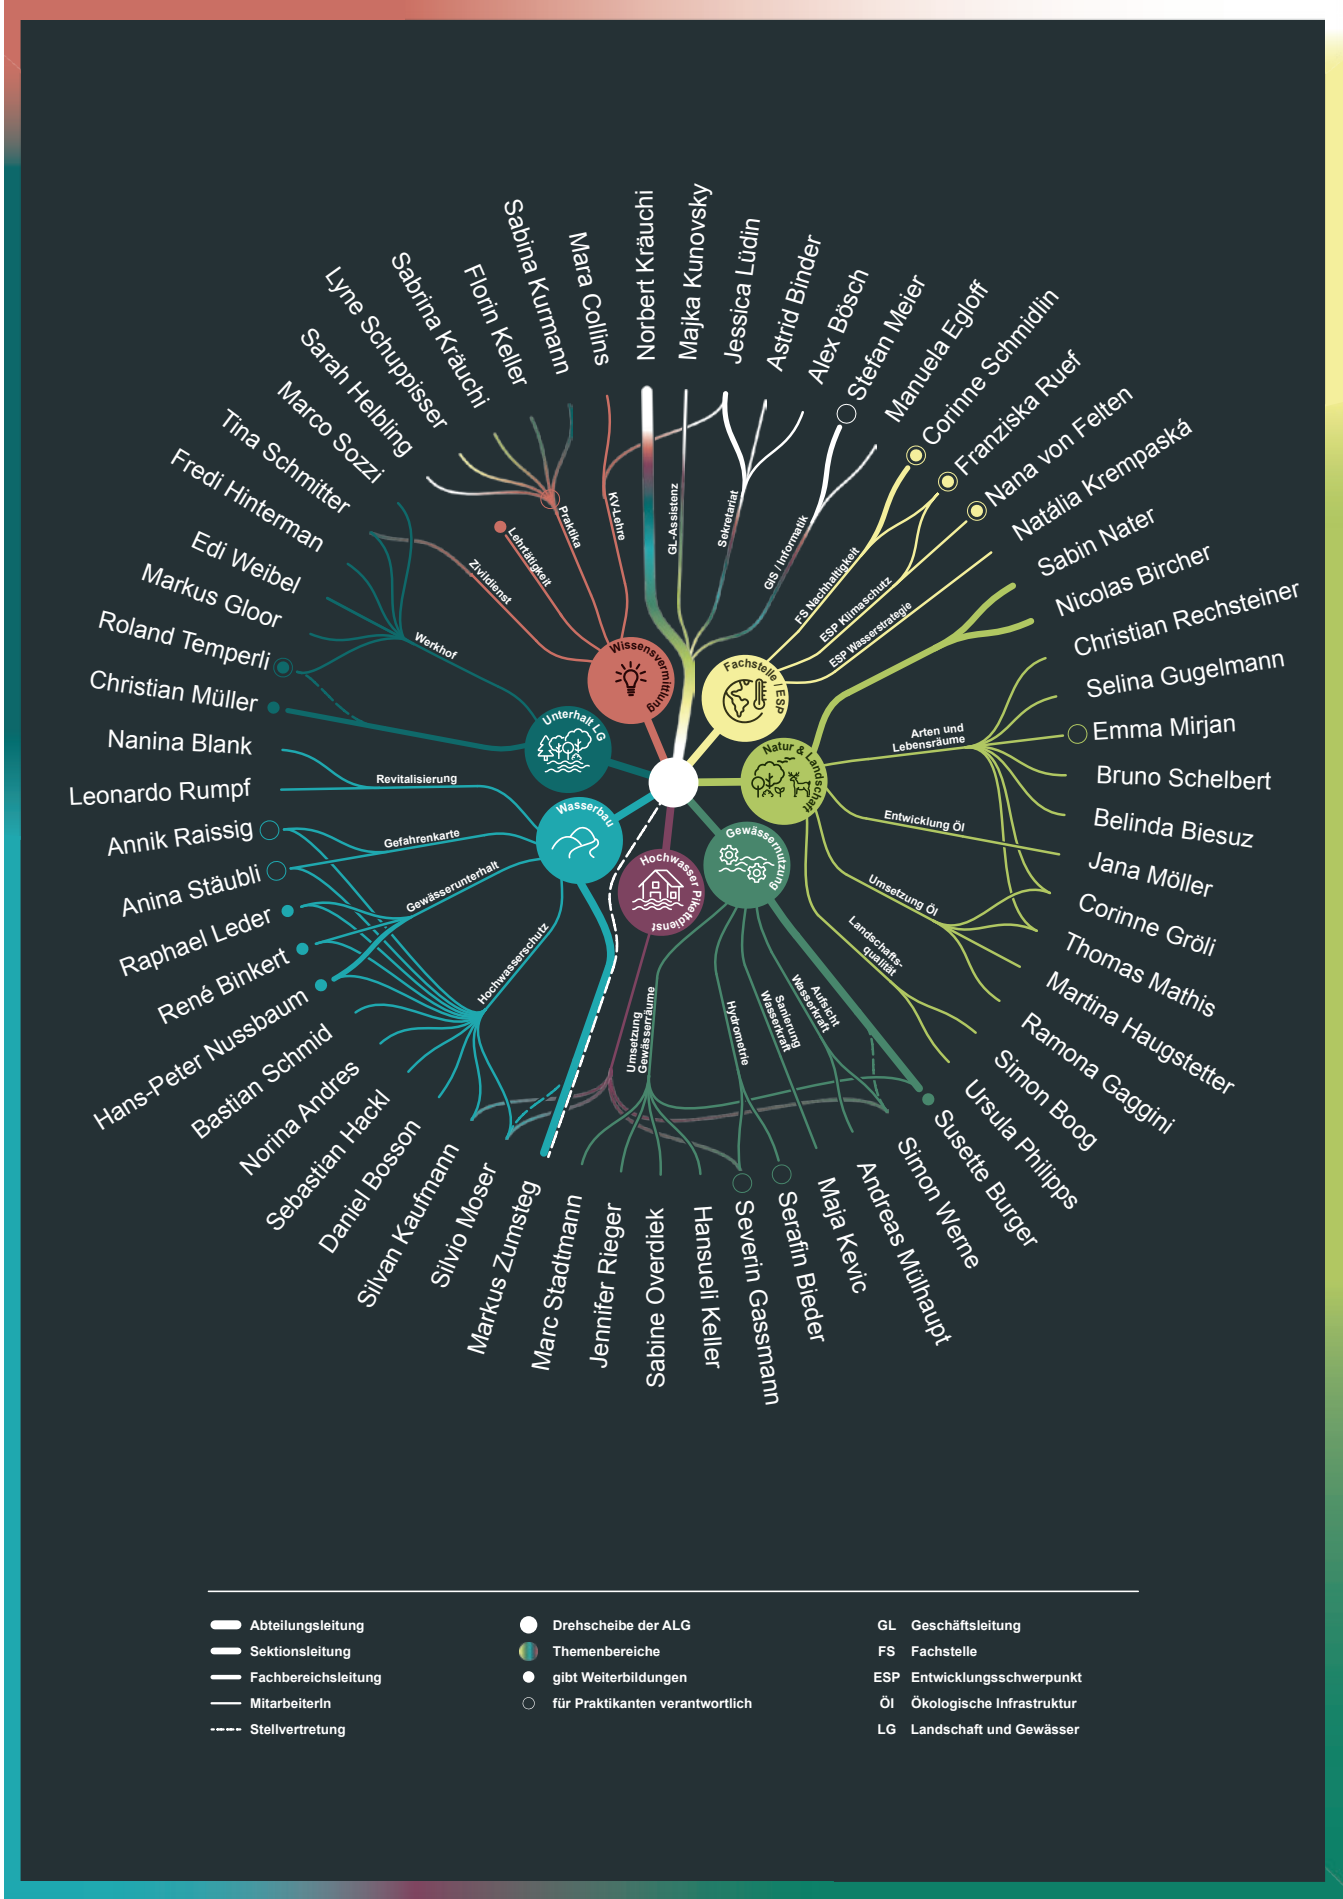 Norbert Kräuchi
Majka Kunovsky
Jessica Lüdin
Astrid Binder
Alex Bösch
Stefan Meier
Manuela Egloff
Corinne Schmidlin
Franziska Ruef
Nana von Felten
Natália Krempaská
Sabin Nater
Nicolas Bircher
Christian Rechsteiner
Selina Gugelmann
Emma Mirjan
Bruno Schelbert
Belinda Biesuz
Jana Möller
Corinne Gröli
Thomas Mathis
Martina Haugstetter
Ramona Gaggini
Simon Boog
Ursula Philipps
Susette Burger
Simon Werne
Andreas Mülhaupt
Maja Kevic
Serafin Bieder
Severin Gassmann
Hansueli Keller
Sabine Overdiek
Jennifer Rieger
Marc Stadtmann
Markus Zumsteg
Silvio Moser
Silvan Kaufmann
Daniel Bosson
Sebastian Hackl
Norina Andres
Bastian Schmid
Hans-Peter Nussbaum
René Binkert
Raphael Leder
Anina Stäubli
Annik Raissig
Leonardo Rumpf
Nanina Blank
Christian Müller
Roland Temperli
Markus Gloor
Edi Weibel
Fredi Hinterman
Tina Schmitter
Marco Sozzi
Sarah Helbling
Lyne Schuppisser
Sabrina Kräuchi
Florin Keller
Sabina Kurmann
Mara Collins
GL-Assistenz
Sekretariat
GIS / Informatik
FS Nachhaltigkeit
ESP Klimaschutz
ESP Wasserstrategie
Arten und
Lebensräume
Entwicklung ÖI
Umsetzung ÖI
Landschafts-
qualität
Aufsicht
Wasserkraft
Sanierung
Wasserkraft
Hydrometrie
Umsetzung
Gewässerräume
Hochwasserschutz
Gewässerunterhalt
Gefahrenkarte
Revitalisierung
Werkhof
Zivildienst
Lehrtätigkeit
Praktika
KV-Lehre
Wissensvermittlung
Fachstelle / ESP
Natur & Landschaft
Gewässernutzung
Hochwasser Pikettdienst
Wasserbau
Unterhalt LG
Abteilungsleitung
Sektionsleitung
Fachbereichsleitung
MitarbeiterIn
Stellvertretung
Drehscheibe der ALG
Themenbereiche
gibt Weiterbildungen
für Praktikanten verantwortlich
GL Geschäftsleitung
FS Fachstelle
ESP Entwicklungsschwerpunkt
ÖI Ökologische Infrastruktur
LG Landschaft und Gewässer